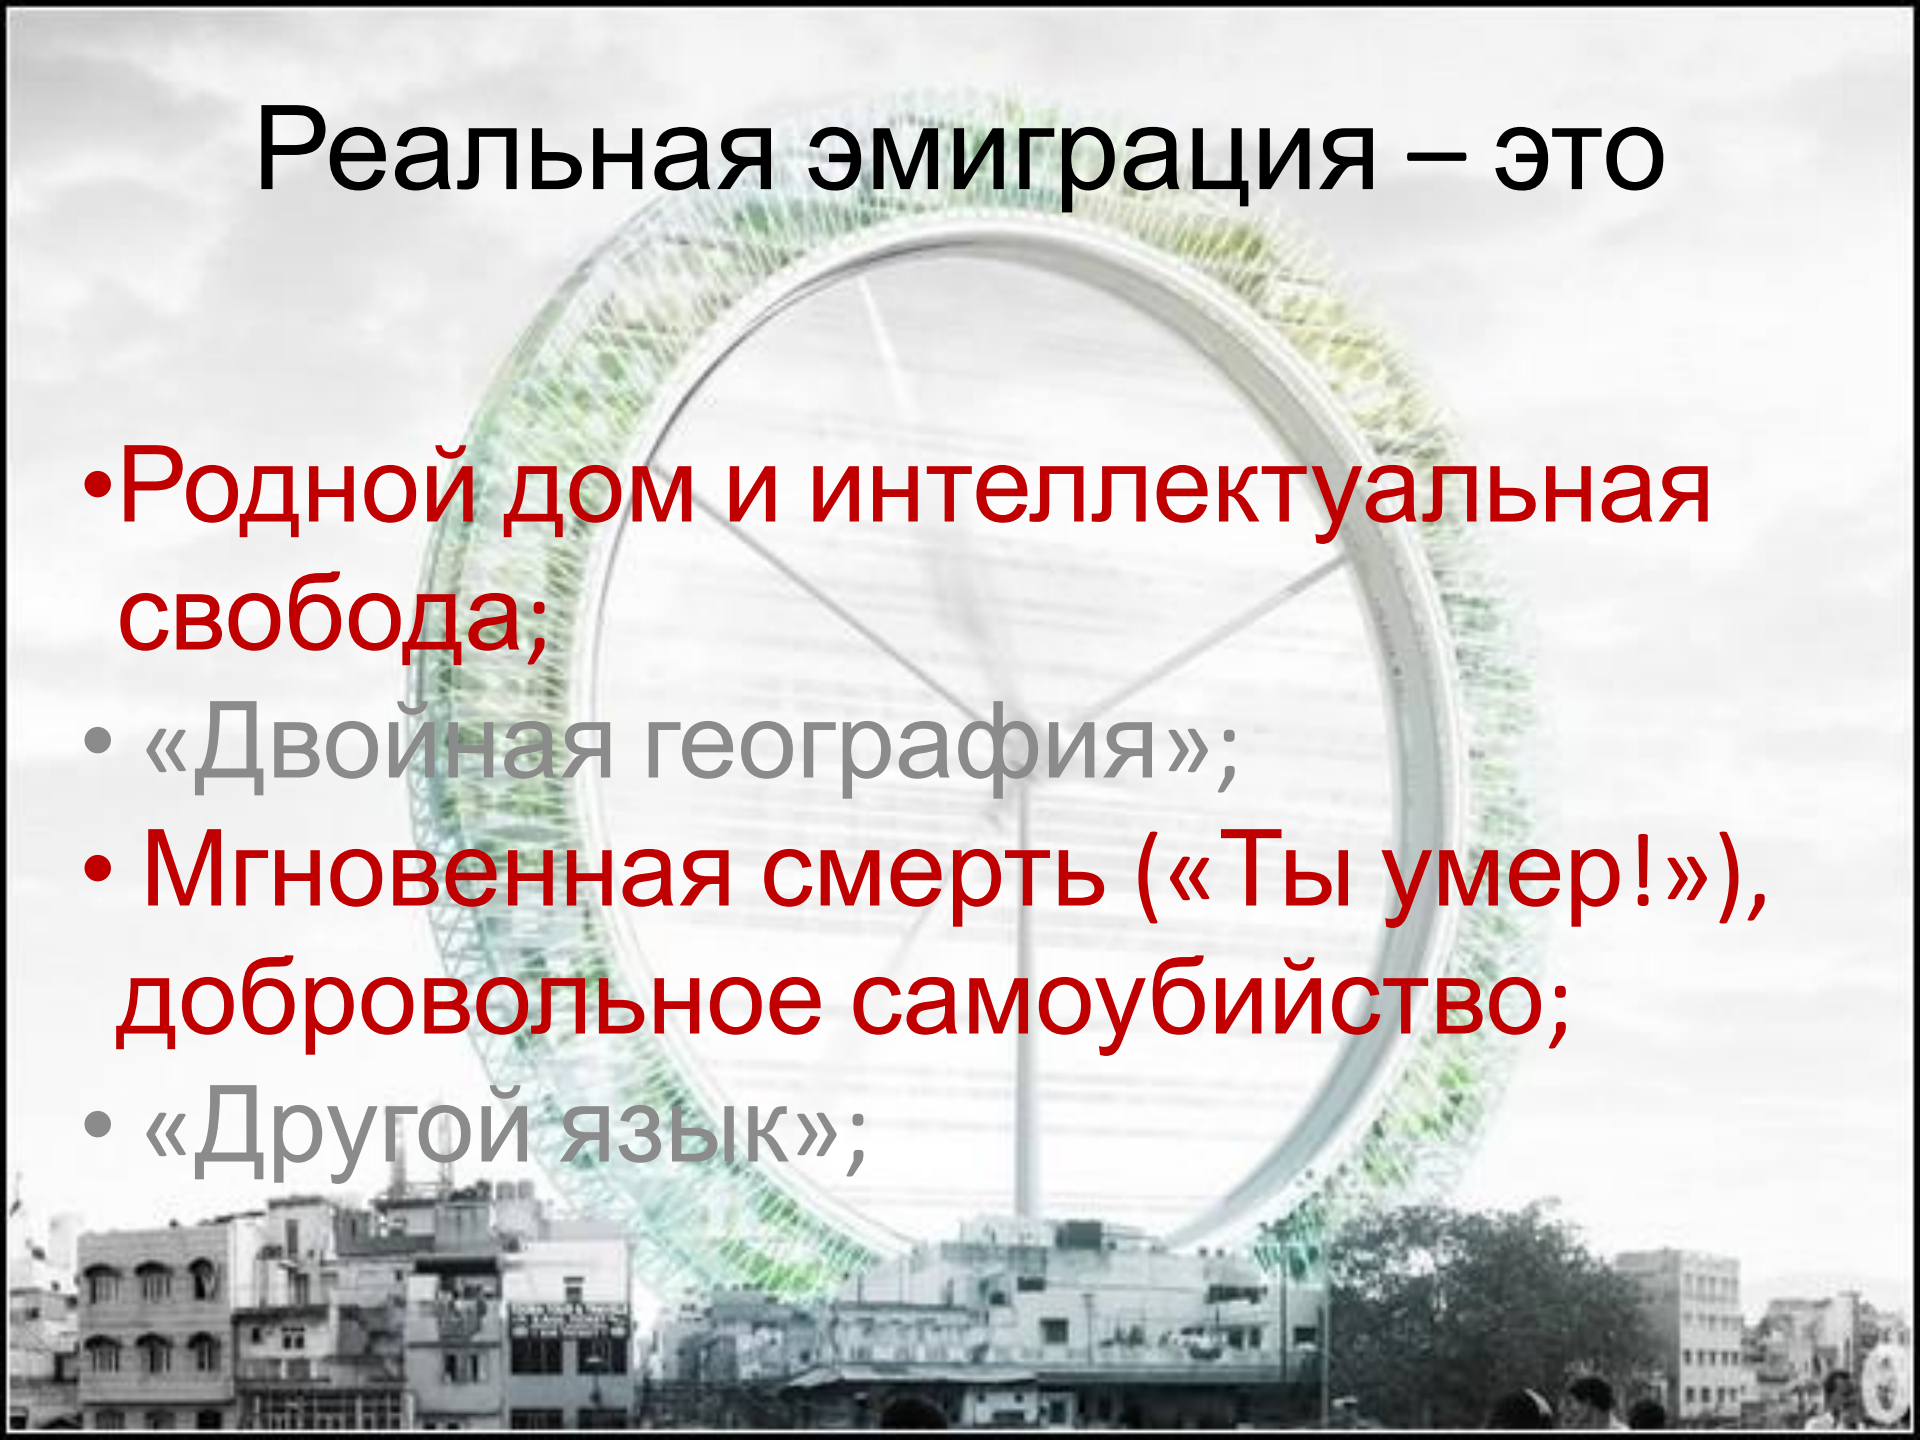 Реальная эмиграция – это
•Родной дом и интеллектуальная
свобода;
• «Двойная география»;
• Мгновенная смерть («Ты умер!»),
добровольное самоубийство;
• «Другой язык»;